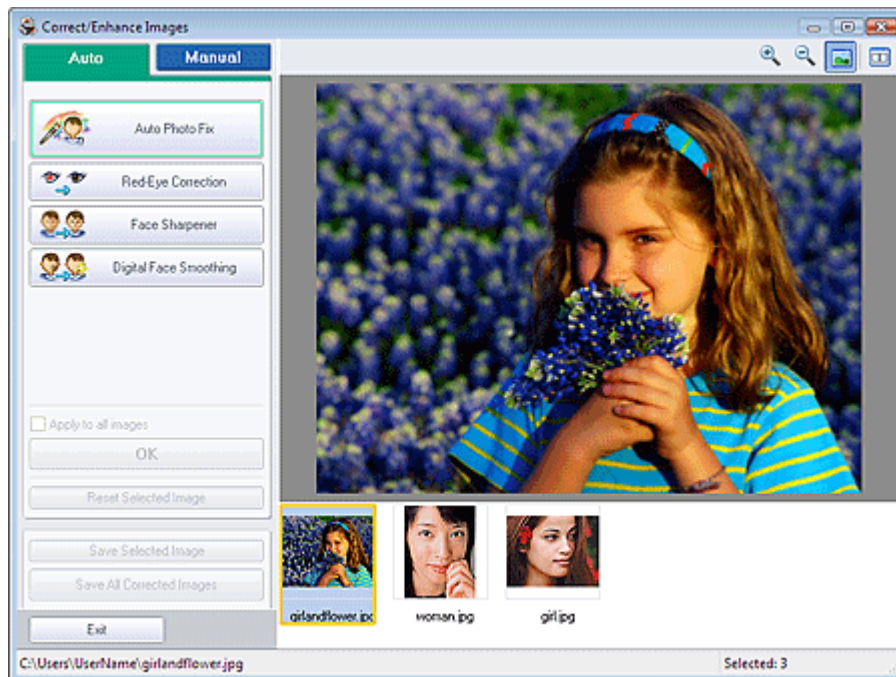 Correct/Enhance Images
Auto
Manual
Auto Photo Fix
Red-Eye Correction
Face Sharpener
Digital Face Smoothing
Apply to all images
OK
Reset Selected Image
Save Selected Image
Save All Corrected Images
Exit
girlandflower.jpg
woman.jpg
girl.jpg
C:\Users\UserName\girlandflower.jpg
Selected: 3